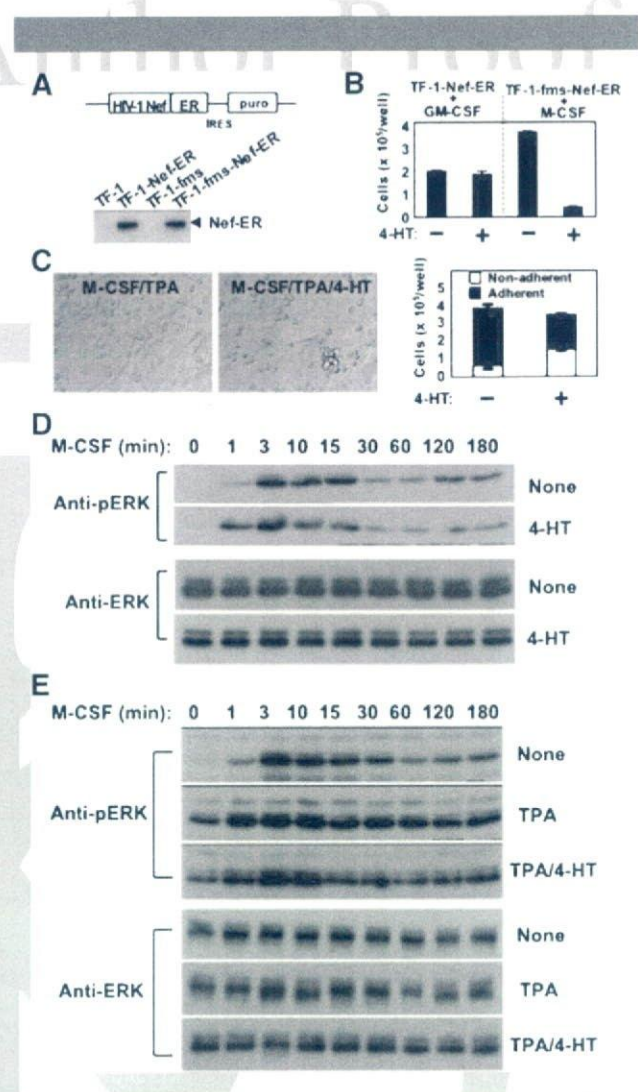 Author Proof
A
HIV-1 Nef ER puro
IRES
TF-1 TF-1-Nef-ER TF-1-fms TF-1-fms-Nef-ER
Nef-ER
B
TF-1-Nef-ER TF-1-fms-Nef-ER
+ +
GM-CSF M-CSF
Cells (x 10⁵/well)
4
3
2
1
0
4-HT: − + − +
C
M-CSF/TPA M-CSF/TPA/4-HT
Non-adherent
Adherent
Cells (x 10⁵/well)
5
4
3
2
1
0
4-HT: − +
D
M-CSF (min): 0 1 3 10 15 30 60 120 180
Anti-pERK
None
4-HT
Anti-ERK
None
4-HT
E
M-CSF (min): 0 1 3 10 15 30 60 120 180
Anti-pERK
None
TPA
TPA/4-HT
Anti-ERK
None
TPA
TPA/4-HT